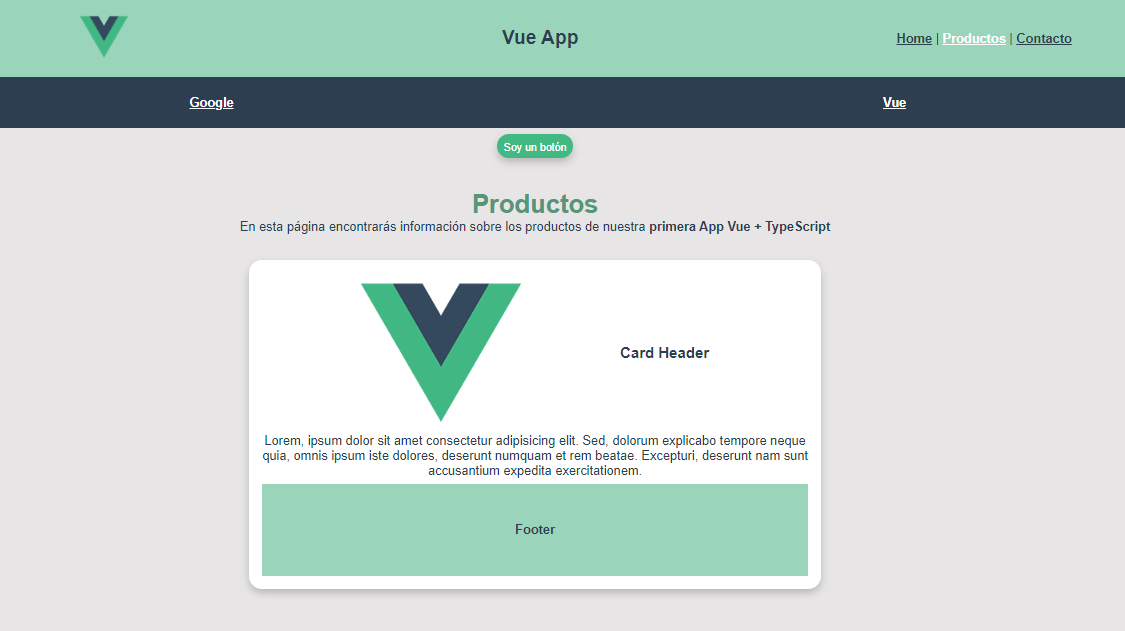 Vue App
Home | Productos | Contacto
Google
Vue
Soy un botón
Productos
En esta página encontrarás información sobre los productos de nuestra primera App Vue + TypeScript
Card Header
Lorem, ipsum dolor sit amet consectetur adipisicing elit. Sed, dolorum explicabo tempore neque
quia, omnis ipsum iste dolores, deserunt numquam et rem beatae. Excepturi, deserunt nam sunt
accusantium expedita exercitationem.
Footer